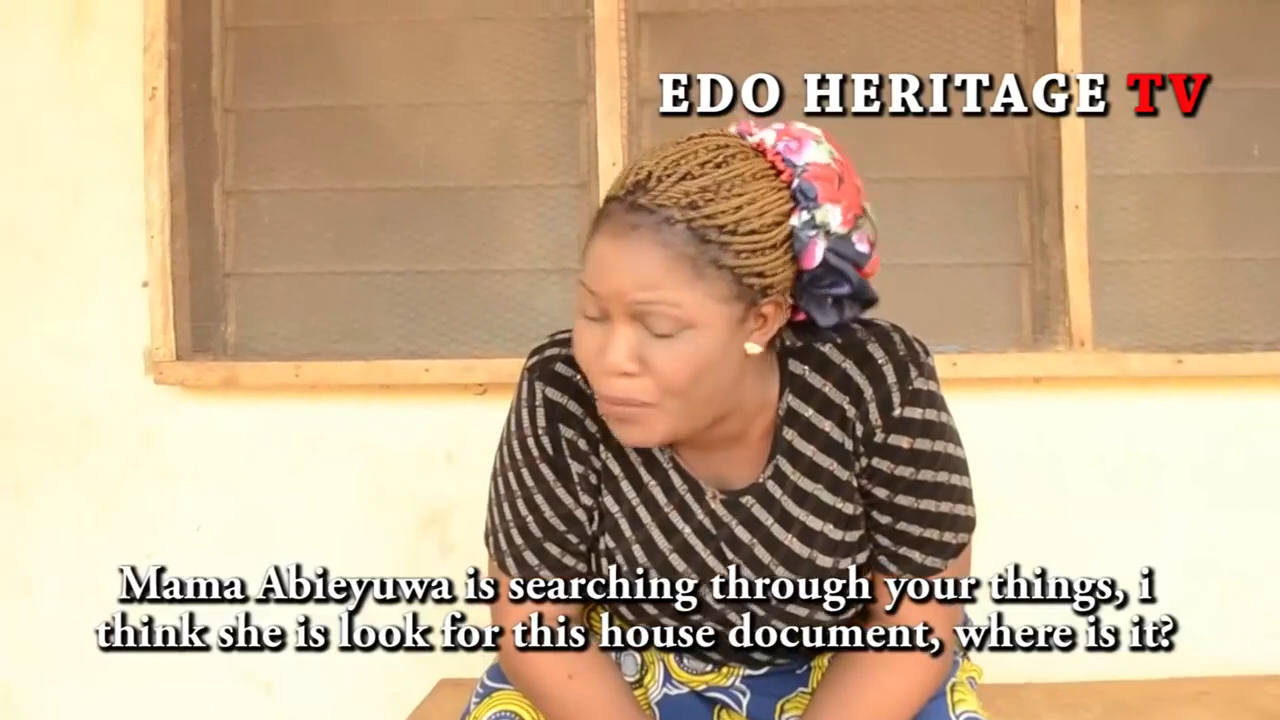 EDO HERITAGE TV
Mama Abieyuwa is searching through your things, i
think she is look for this house document, where is it?